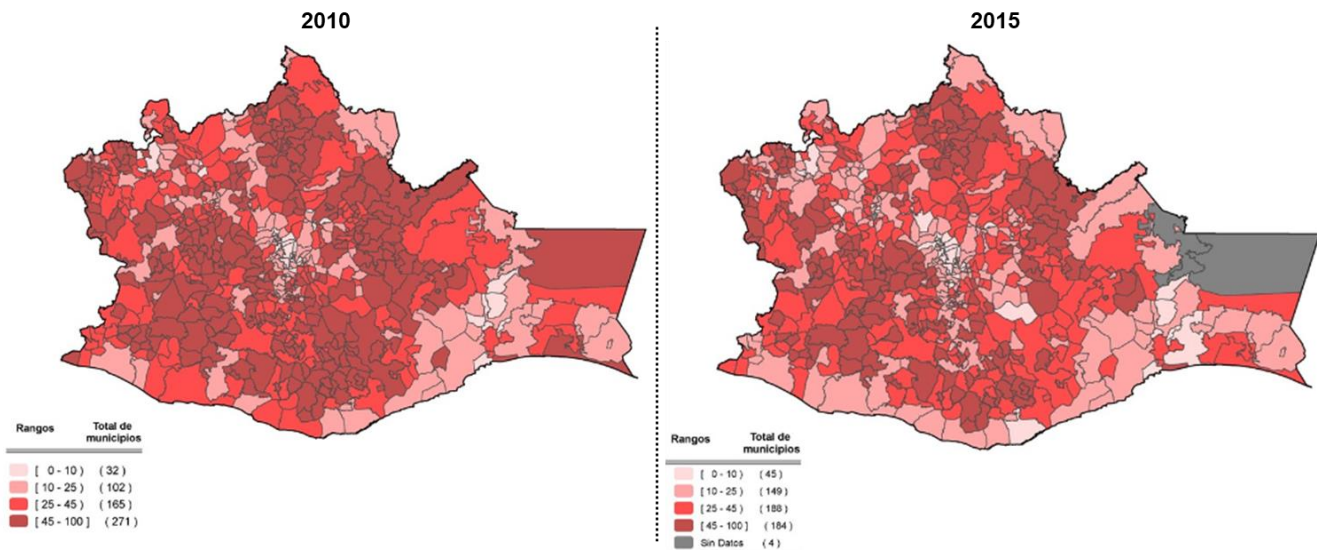 2010
Rangos Total de
municipios
[ 0 - 10 ) ( 32 )
[ 10 - 25 ) ( 102 )
[ 25 - 45 ) ( 165 )
[ 45 - 100 ] ( 271 )
2015
Rangos Total de
municipios
[ 0 - 10 ) ( 45 )
[ 10 - 25 ) ( 149 )
[ 25 - 45 ) ( 188 )
[ 45 - 100 ] ( 184 )
Sin Datos ( 4 )